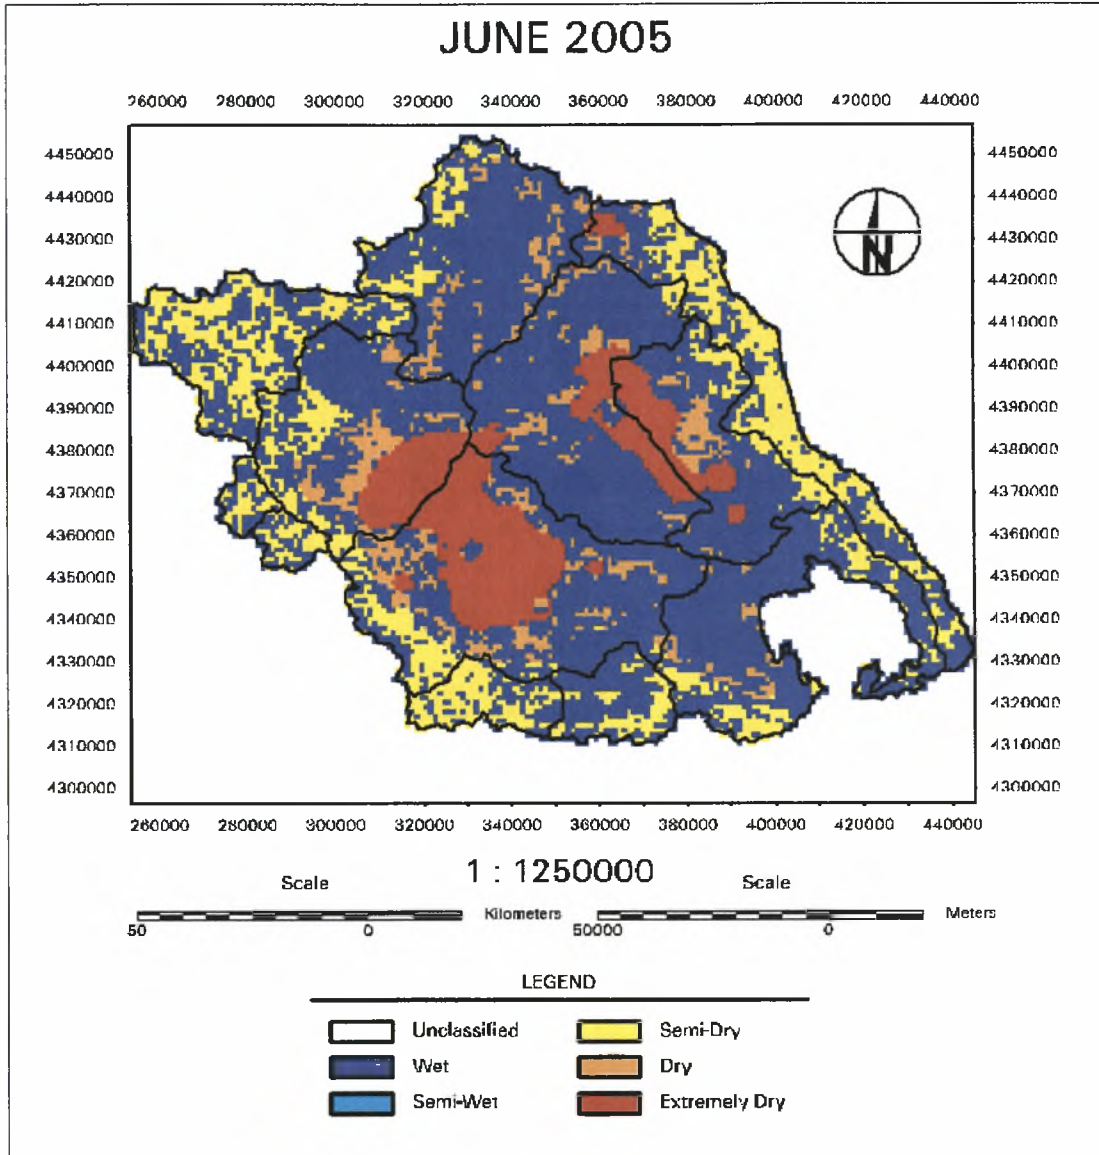 JUNE 2005
260000 280000 300000 320000 340000 360000 380000 400000 420000 440000
4450000 4450000
4440000 4440000
4430000 4430000
4420000 4420000
4410000 4410000
4400000 4400000
4390000 4390000
4380000 4380000
4370000 4370000
4360000 4360000
4350000 4350000
4340000 4340000
4330000 4330000
4320000 4320000
4310000 4310000
4300000 4300000
N
260000 280000 300000 320000 340000 360000 380000 400000 420000 440000
Scale 1 : 1250000 Scale
Kilometers Meters
50 0 50000 0
LEGEND
Unclassified Semi-Dry
Wet Dry
Semi-Wet Extremely Dry